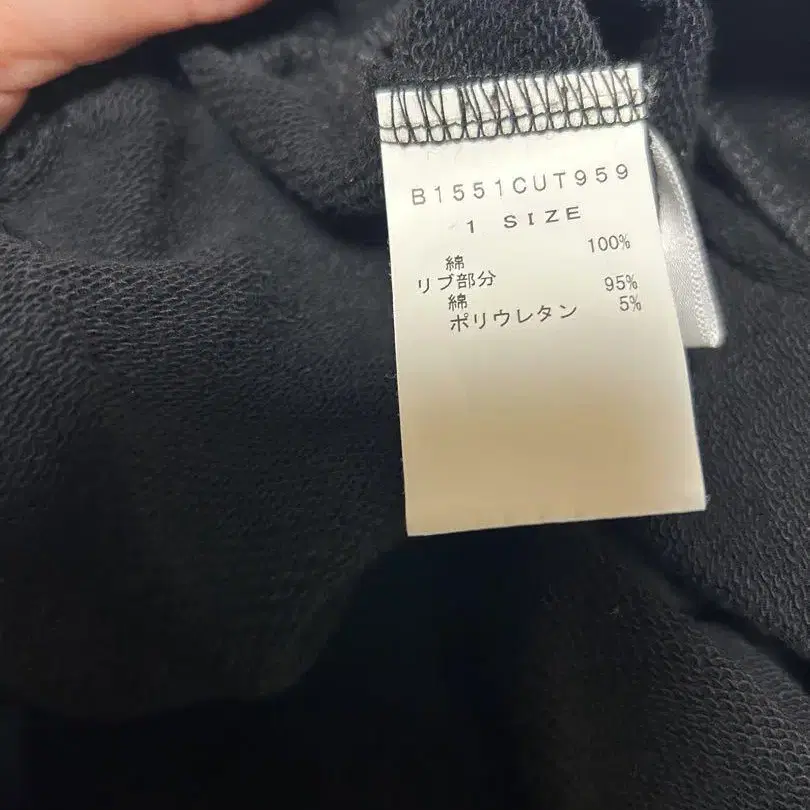 B1551CUT959
1 SIZE
綿 100%
リブ部分
綿 95%
ポリウレタン 5%